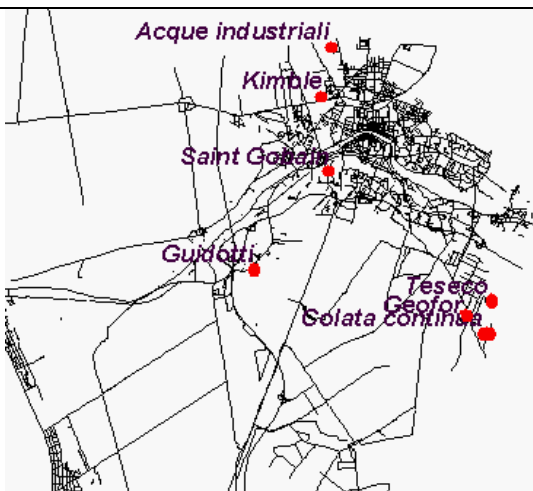 Acque industriali
Kimble
Saint Gobain
Guidotti
Teseco
Geofor
Colata continua